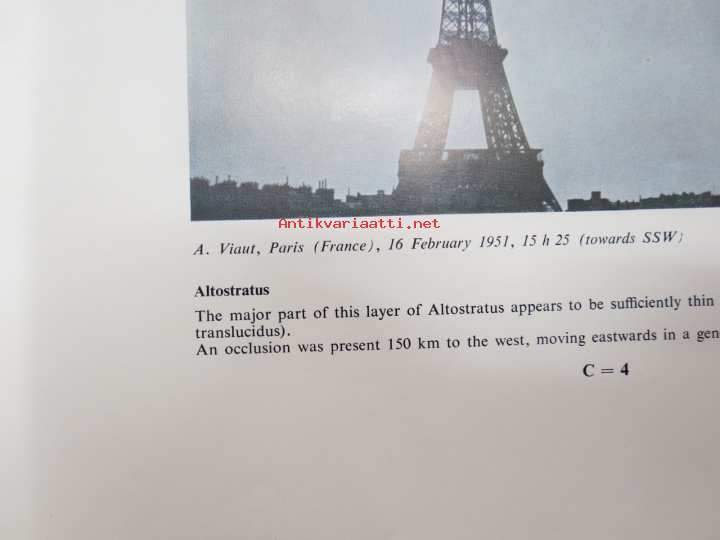 Antikvariaatti.net
A. Viaut, Paris (France), 16 February 1951, 15 h 25 (towards SSW)
Altostratus
The major part of this layer of Altostratus appears to be sufficiently thin
translucidus).
An occlusion was present 150 km to the west, moving eastwards in a gen
C = 4